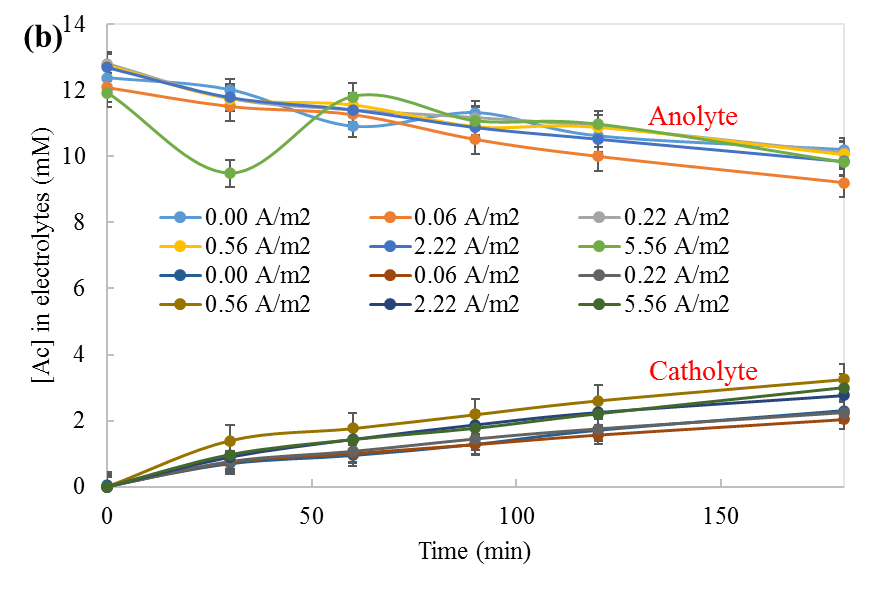 (b)
14
12
10
8
6
4
2
0
[Ac] in electrolytes (mM)
Anolyte
0.00 A/m2 0.06 A/m2 0.22 A/m2
0.56 A/m2 2.22 A/m2 5.56 A/m2
0.00 A/m2 0.06 A/m2 0.22 A/m2
0.56 A/m2 2.22 A/m2 5.56 A/m2
Catholyte
0 50 100 150
Time (min)